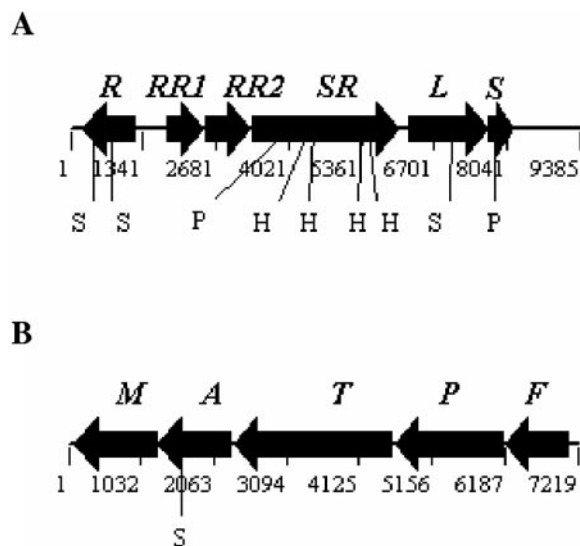 A
R RR1 RR2 SR L S
1 1341 2681 4021 5361 6701 8041 9385
S S P H H H H S P
B
M A T P F
1 1032 2063 3094 4125 5156 6187 7219
S